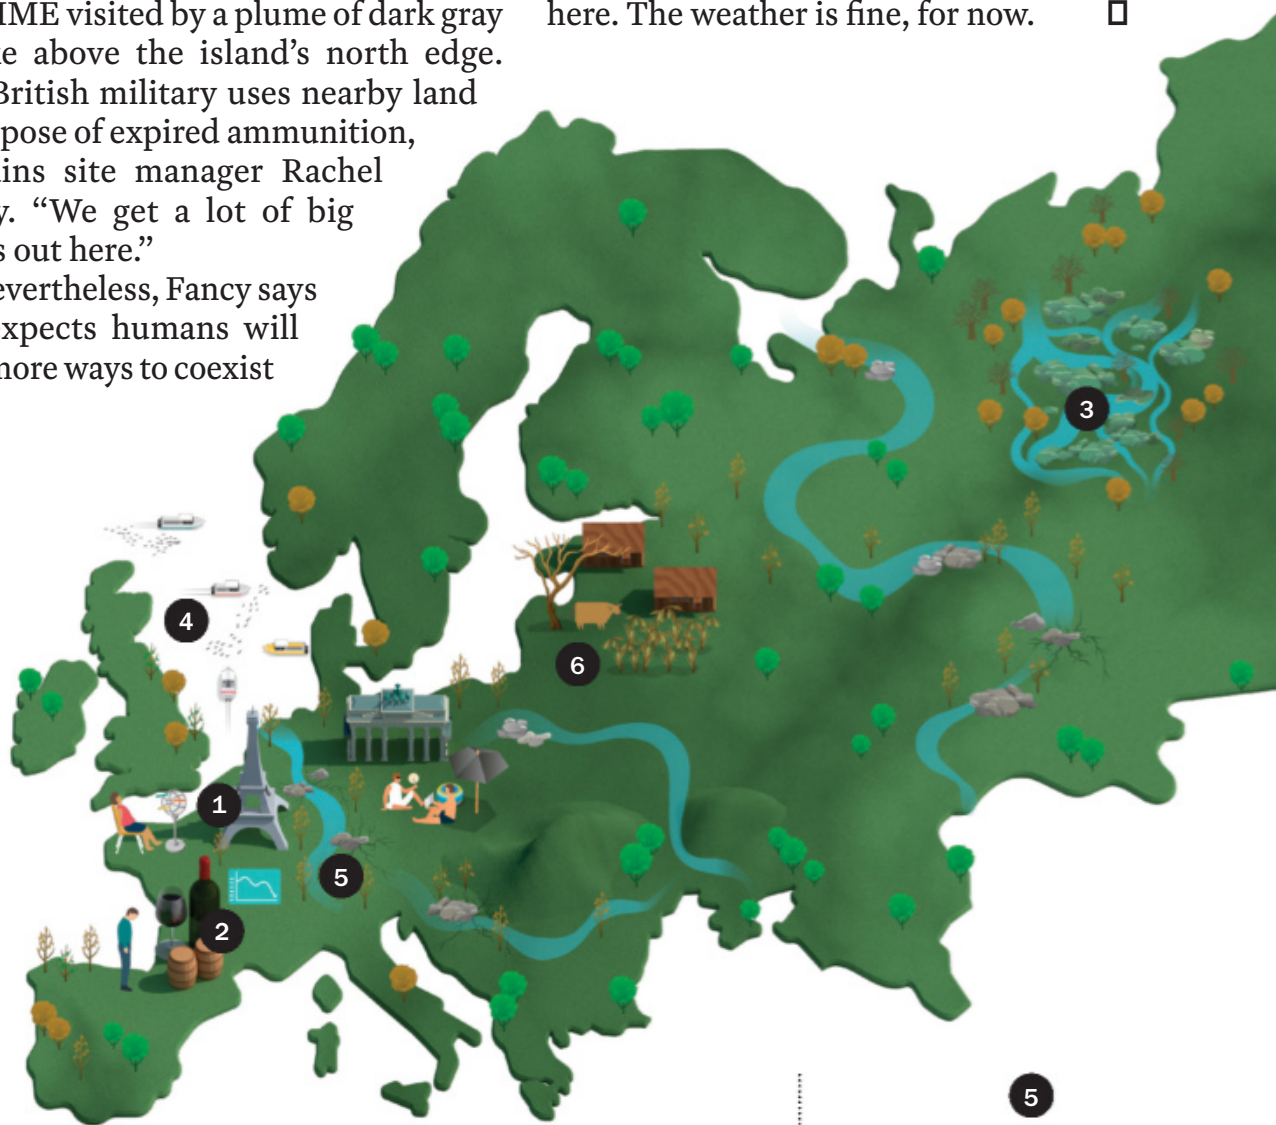 IME visited by a plume of dark gray
e above the island’s north edge.
British military uses nearby land
pose of expired ammunition,
ins site manager Rachel
y. “We get a lot of big
s out here.”
evertheless, Fancy says
expects humans will
more ways to coexist
here. The weather is fine, for now.
3
4
6
1
5
2
5